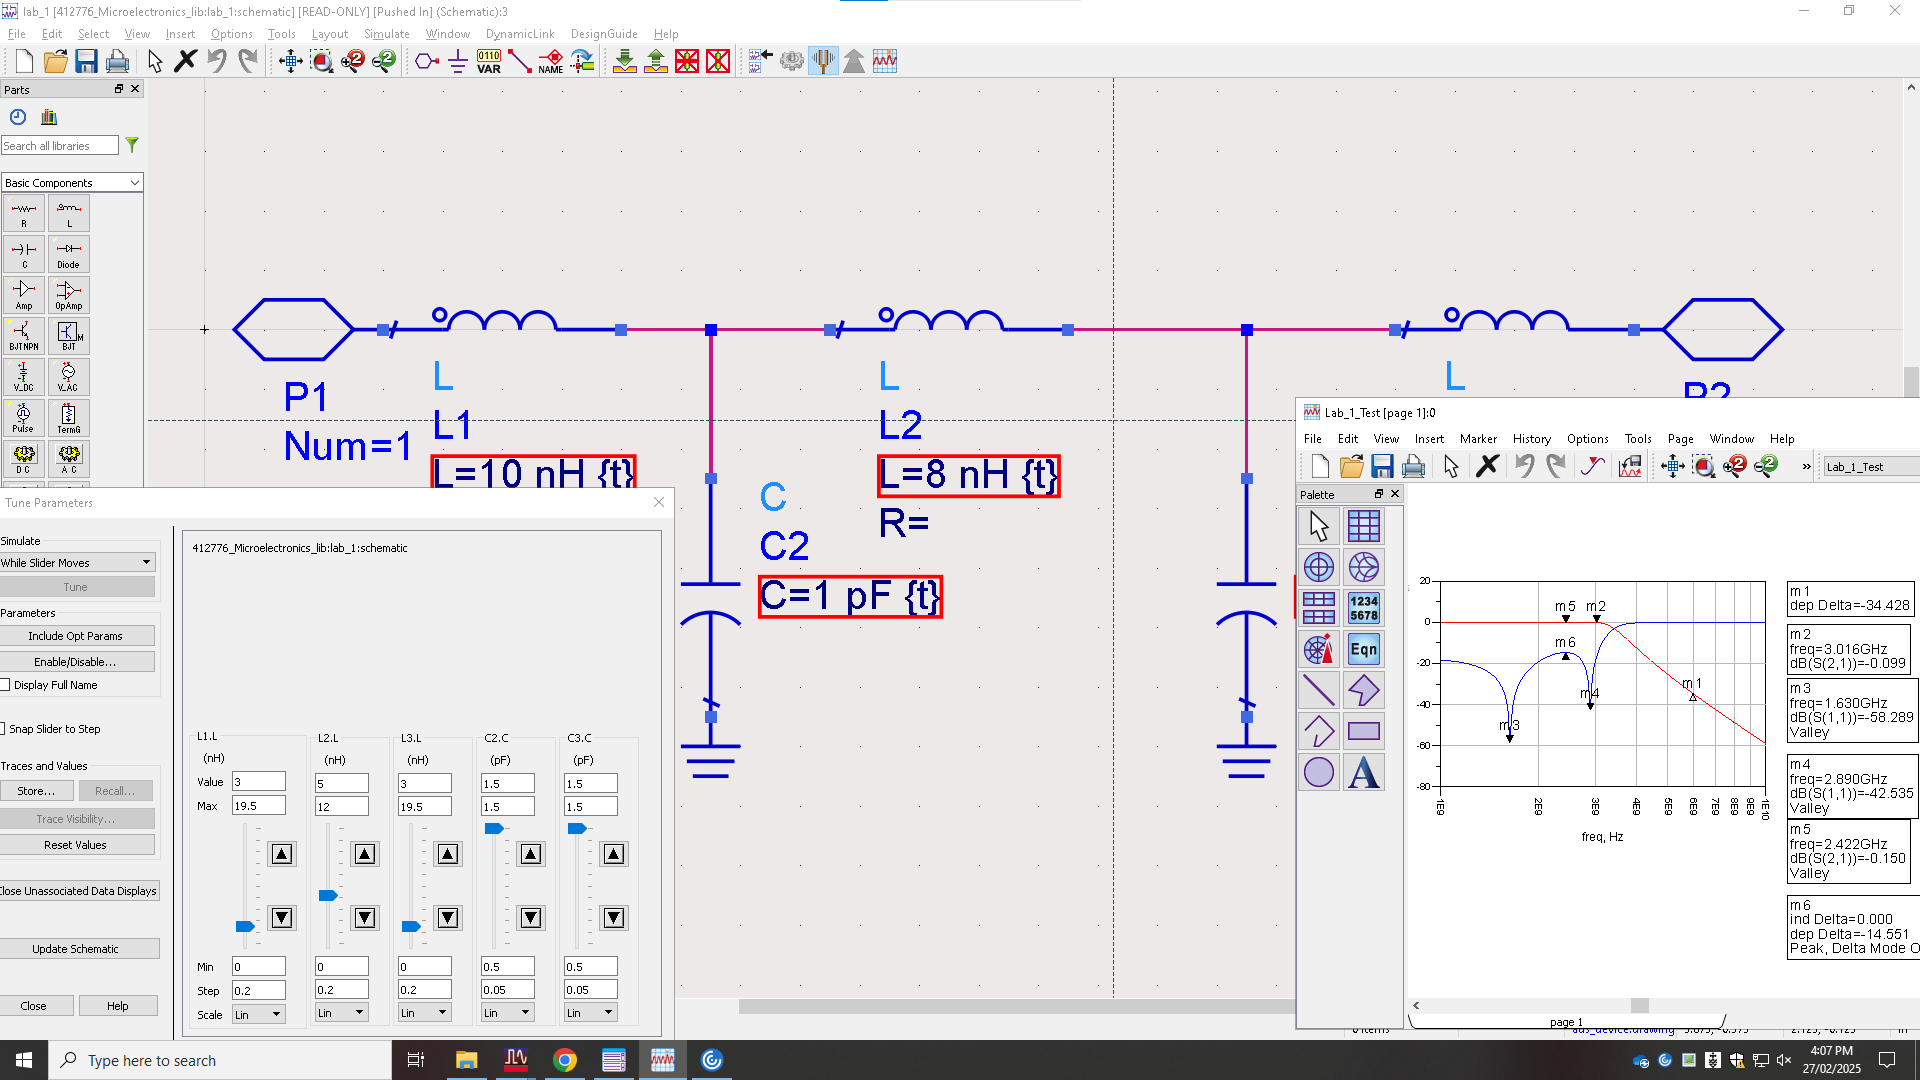 lab_1 [412776_Microelectronics_lib:lab_1:schematic] [READ-ONLY] [Pushed In] (Schematic):3
File Edit Select View Insert Options Tools Layout Simulate Window DynamicLink DesignGuide Help
0110
VAR
NAME
Parts
Search all libraries
Basic Components
R L
C Diode
Amp OpAmp
BJTNPN BJT
V_DC V_AC
Pulse TermG
DC AC
P1
Num=1
L
L1
L=10 nH {t}
L
L2
L=8 nH {t}
R=
C
C2
C=1 pF {t}
L
P2
Tune Parameters
Simulate
While Slider Moves
Tune
Parameters
Include Opt Params
Enable/Disable...
Display Full Name
Snap Slider to Step
Traces and Values
Store... Recall...
Trace Visibility...
Reset Values
Close Unassociated Data Displays
Update Schematic
Close Help
412776_Microelectronics_lib:lab_1:schematic
L1.L L2.L L3.L C2.C C3.C
(nH) (nH) (nH) (pF) (pF)
Value 3 5 3 1.5 1.5
Max 19.5 12 19.5 1.5 1.5
Min 0 0 0 0.5 0.5
Step 0.2 0.2 0.2 0.05 0.05
Scale Lin Lin Lin Lin Lin
Lab_1_Test [page 1]:0
File Edit View Insert Marker History Options Tools Page Window Help
» Lab_1_Test
Palette
1234
5678
Eqn
A
20
0
-20
-40
-60
-80
m5 m2
m6
m1
m4
m3
1E9 2E9 3E9 4E9 5E9 6E9 7E9 8E9 9E9 1E10
freq, Hz
m1
dep Delta=-34.428
m2
freq=3.016GHz
dB(S(2,1))=-0.099
m3
freq=1.630GHz
dB(S(1,1))=-58.289
Valley
m4
freq=2.890GHz
dB(S(1,1))=-42.535
Valley
m5
freq=2.422GHz
dB(S(2,1))=-0.150
Valley
m6
ind Delta=0.000
dep Delta=-14.551
Peak, Delta Mode O
page 1
0 items
ads_device:drawing
Type here to search
4:07 PM
27/02/2025